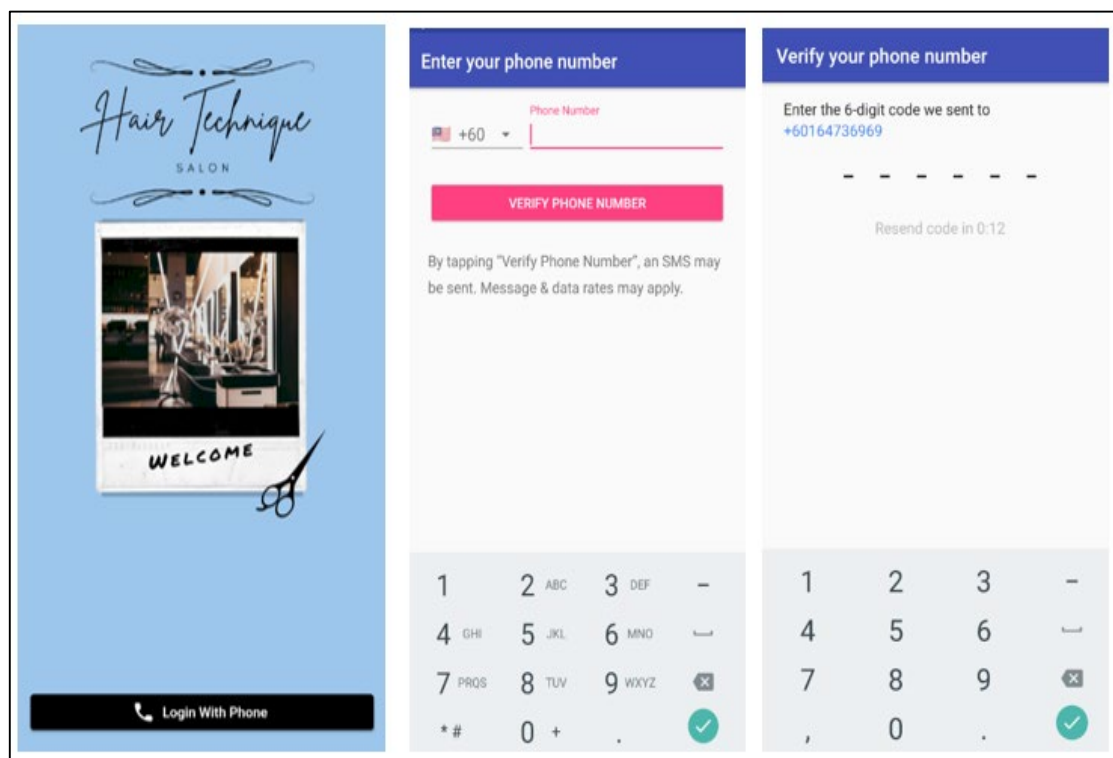 Hair Technique
SALON
WELCOME
Login With Phone
Enter your phone number
Phone Number
+60
VERIFY PHONE NUMBER
By tapping "Verify Phone Number", an SMS may
be sent. Message & data rates may apply.
1 2 ABC 3 DEF –
4 GHI 5 JKL 6 MNO
7 PRQS 8 TUV 9 WXYZ
* # 0 + .
Verify your phone number
Enter the 6-digit code we sent to
+60164736969
- - - - - -
Resend code in 0:12
1 2 3 –
4 5 6
7 8 9
, 0 .